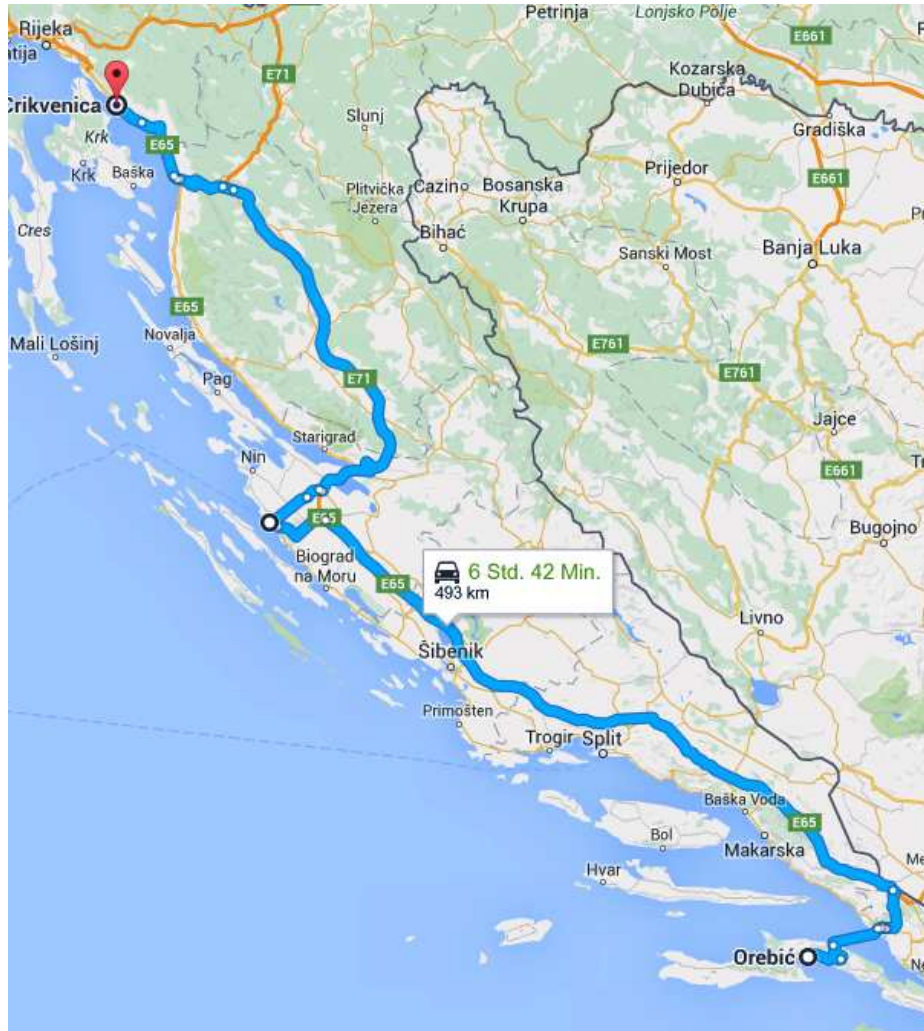 Petrinja
Lonjsko Polje
Rijeka
atija
E661
E71
Kozarska
Dubica
Crikvenica
Slunj
Gradiška
Krk
E65
Krk
Baška
Plitvička
Jezera
Cazin
Bosanska
Krupa
Prijedor
E661
Cres
Bihać
Sanski Most
Banja Luka
E65
Mali Lošinj
Novalja
E761
E761
Pag
E71
Jajce
Starigrad
Nin
E661
E65
Bugojno
Biograd
na Moru
E65
6 Std. 42 Min.
493 km
Livno
Šibenik
Primošten
Trogir
Split
Baška Voda
E65
Bol
Makarska
Me
Hvar
Orebić
Ne